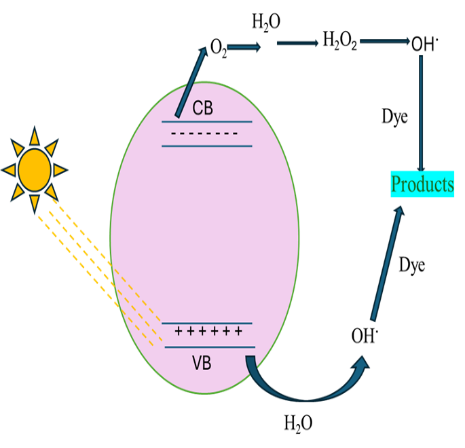 H₂O
O₂
H₂O₂
OH·
CB
- - - - - - - -
Dye
Products
Dye
+ + + + + +
OH·
VB
H₂O